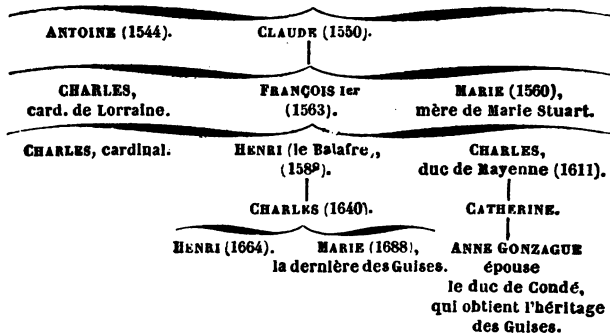 ANTOINE (1544). CLAUDE (1550).
CHARLES, FRANÇOIS Ier MARIE (1560),
card. de Lorraine. (1563). mère de Marie Stuart.
CHARLES, cardinal. HENRI (le Balafre,, CHARLES,
(1588) duc de Mayenne (1611).
CHARLES (1640). CATHERINE.
HENRI (1664). MARIE (1688), ANNE GONZAGUE
la dernière des Guises. épouse
le duc de Condé,
qui obtient l'héritage
des Guises.